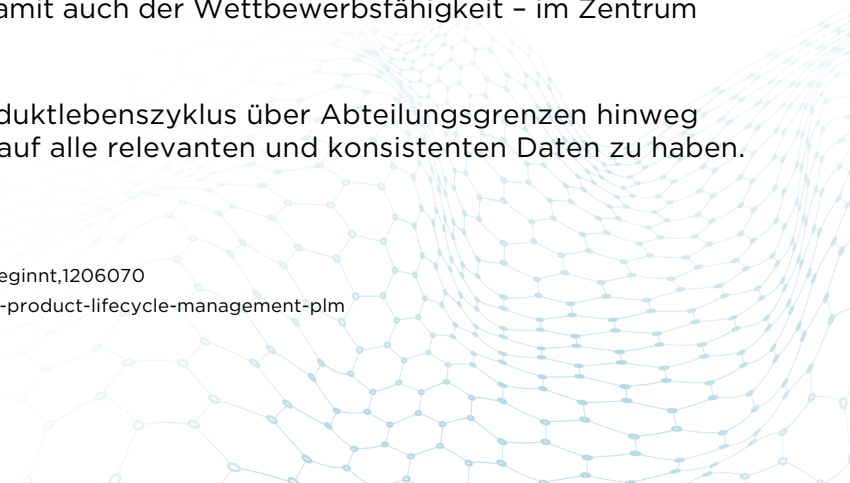 amit auch der Wettbewerbsfähigkeit – im Zentrum
duktlebenszyklus über Abteilungsgrenzen hinweg
auf alle relevanten und konsistenten Daten zu haben.
eginnt,1206070
-product-lifecycle-management-plm